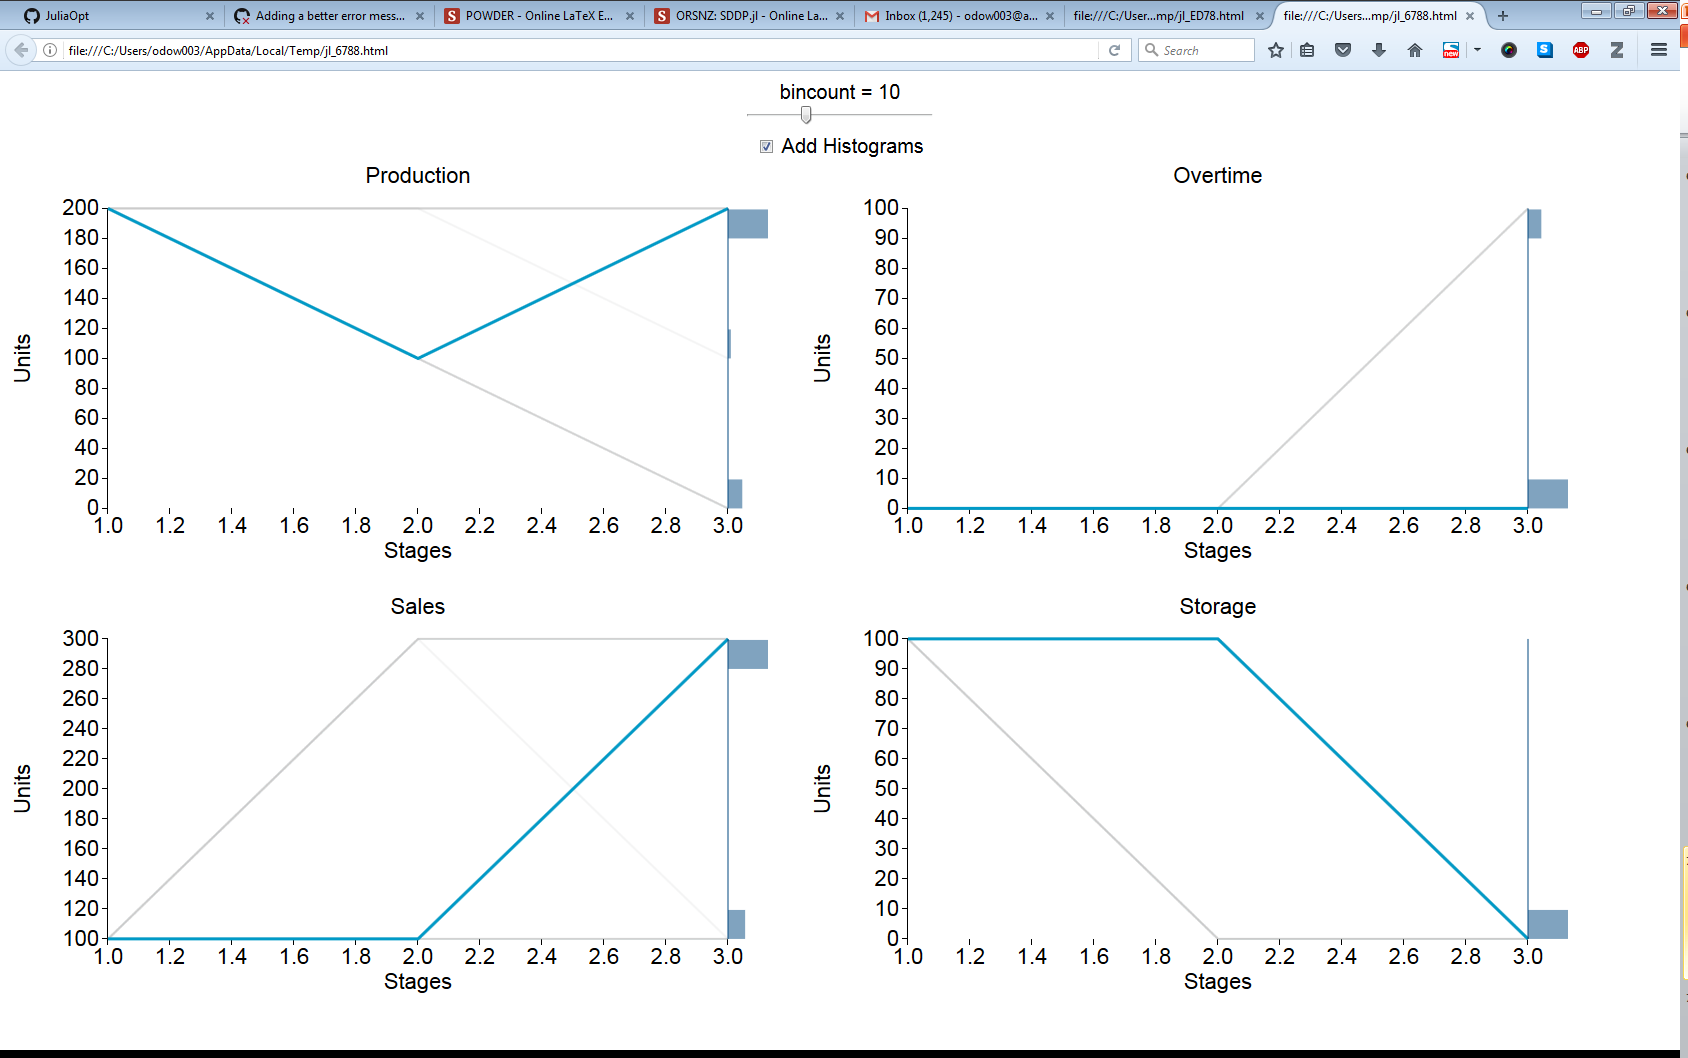 JuliaOpt
Adding a better error mess...
POWDER - Online LaTeX E...
ORSNZ: SDDP.jl - Online La...
Inbox (1,245) - odow003@a...
file:///C:/User...mp/jl_ED78.html
file:///C:/Users...mp/jl_6788.html
file:///C:/Users/odow003/AppData/Local/Temp/jl_6788.html
Search
new
S
ABP
Z
bincount = 10
Add Histograms
Production
200
180
160
140
120
100
80
60
40
20
0
Units
1.0 1.2 1.4 1.6 1.8 2.0 2.2 2.4 2.6 2.8 3.0
Stages
Overtime
100
90
80
70
60
50
40
30
20
10
0
Units
1.0 1.2 1.4 1.6 1.8 2.0 2.2 2.4 2.6 2.8 3.0
Stages
Sales
300
280
260
240
220
200
180
160
140
120
100
Units
1.0 1.2 1.4 1.6 1.8 2.0 2.2 2.4 2.6 2.8 3.0
Stages
Storage
100
90
80
70
60
50
40
30
20
10
0
Units
1.0 1.2 1.4 1.6 1.8 2.0 2.2 2.4 2.6 2.8 3.0
Stages